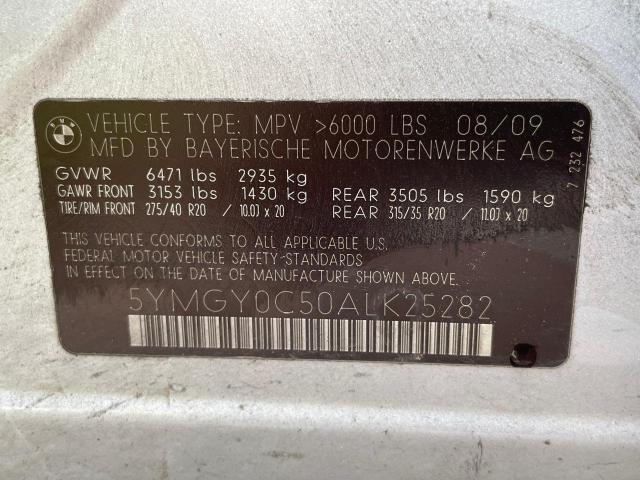 BMW
VEHICLE TYPE: MPV >6000 LBS 08/09
MFD BY BAYERISCHE MOTORENWERKE AG
GVWR 6471 lbs 2935 kg
GAWR FRONT 3153 lbs 1430 kg REAR 3505 lbs 1590 kg
TIRE/RIM FRONT 275/40 R20 / 10.0J x 20 REAR 315/35 R20 / 11.0J x 20
THIS VEHICLE CONFORMS TO ALL APPLICABLE U.S.
FEDERAL MOTOR VEHICLE SAFETY-STANDARDS
IN EFFECT ON THE DATE OF MANUFACTURE SHOWN ABOVE.
5YMGY0C50ALK25282
7 232 476